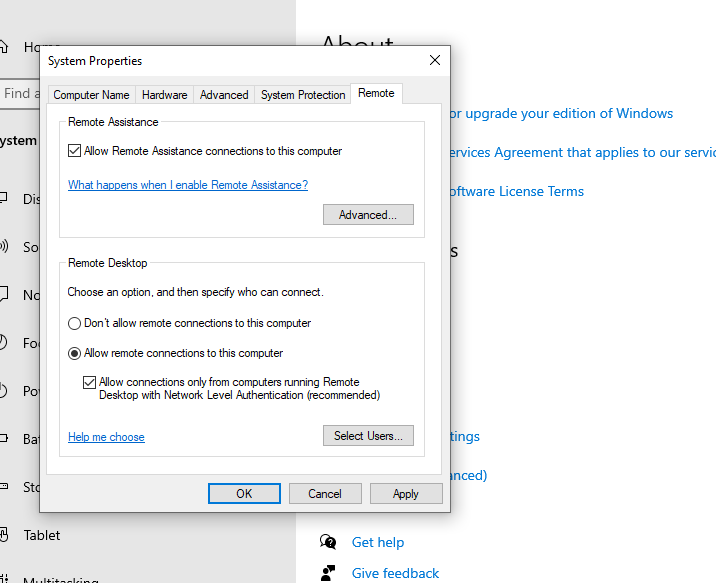 Home
About
System Properties
Find a
Computer Name
Hardware
Advanced
System Protection
Remote
Remote Assistance
or upgrade your edition of Windows
ystem
Allow Remote Assistance connections to this computer
ervices Agreement that applies to our servic
What happens when I enable Remote Assistance?
oftware License Terms
Dis
Advanced...
So
s
Remote Desktop
Choose an option, and then specify who can connect.
No
Don't allow remote connections to this computer
Fo
Allow remote connections to this computer
Allow connections only from computers running Remote
Desktop with Network Level Authentication (recommended)
Po
Help me choose
Select Users...
Bat
tings
anced)
Sto
OK
Cancel
Apply
Tablet
Get help
Give feedback
Multitasking